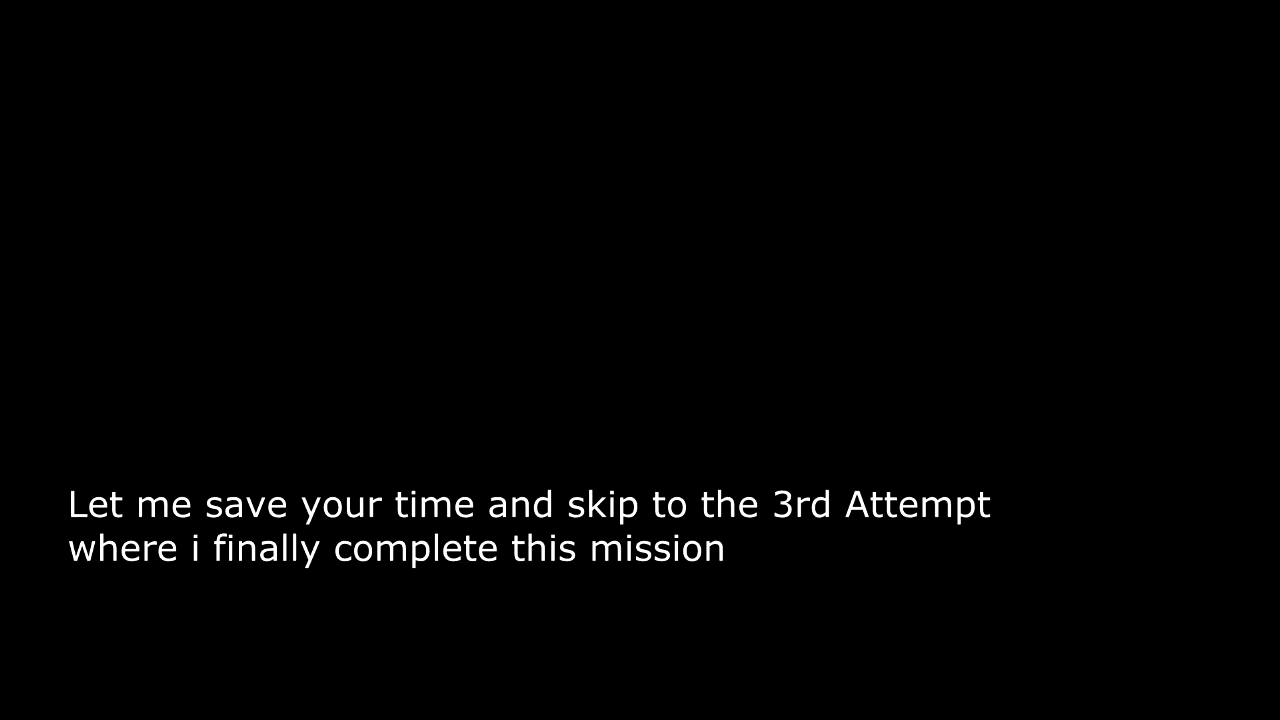 Let me save your time and skip to the 3rd Attempt
where i finally complete this mission